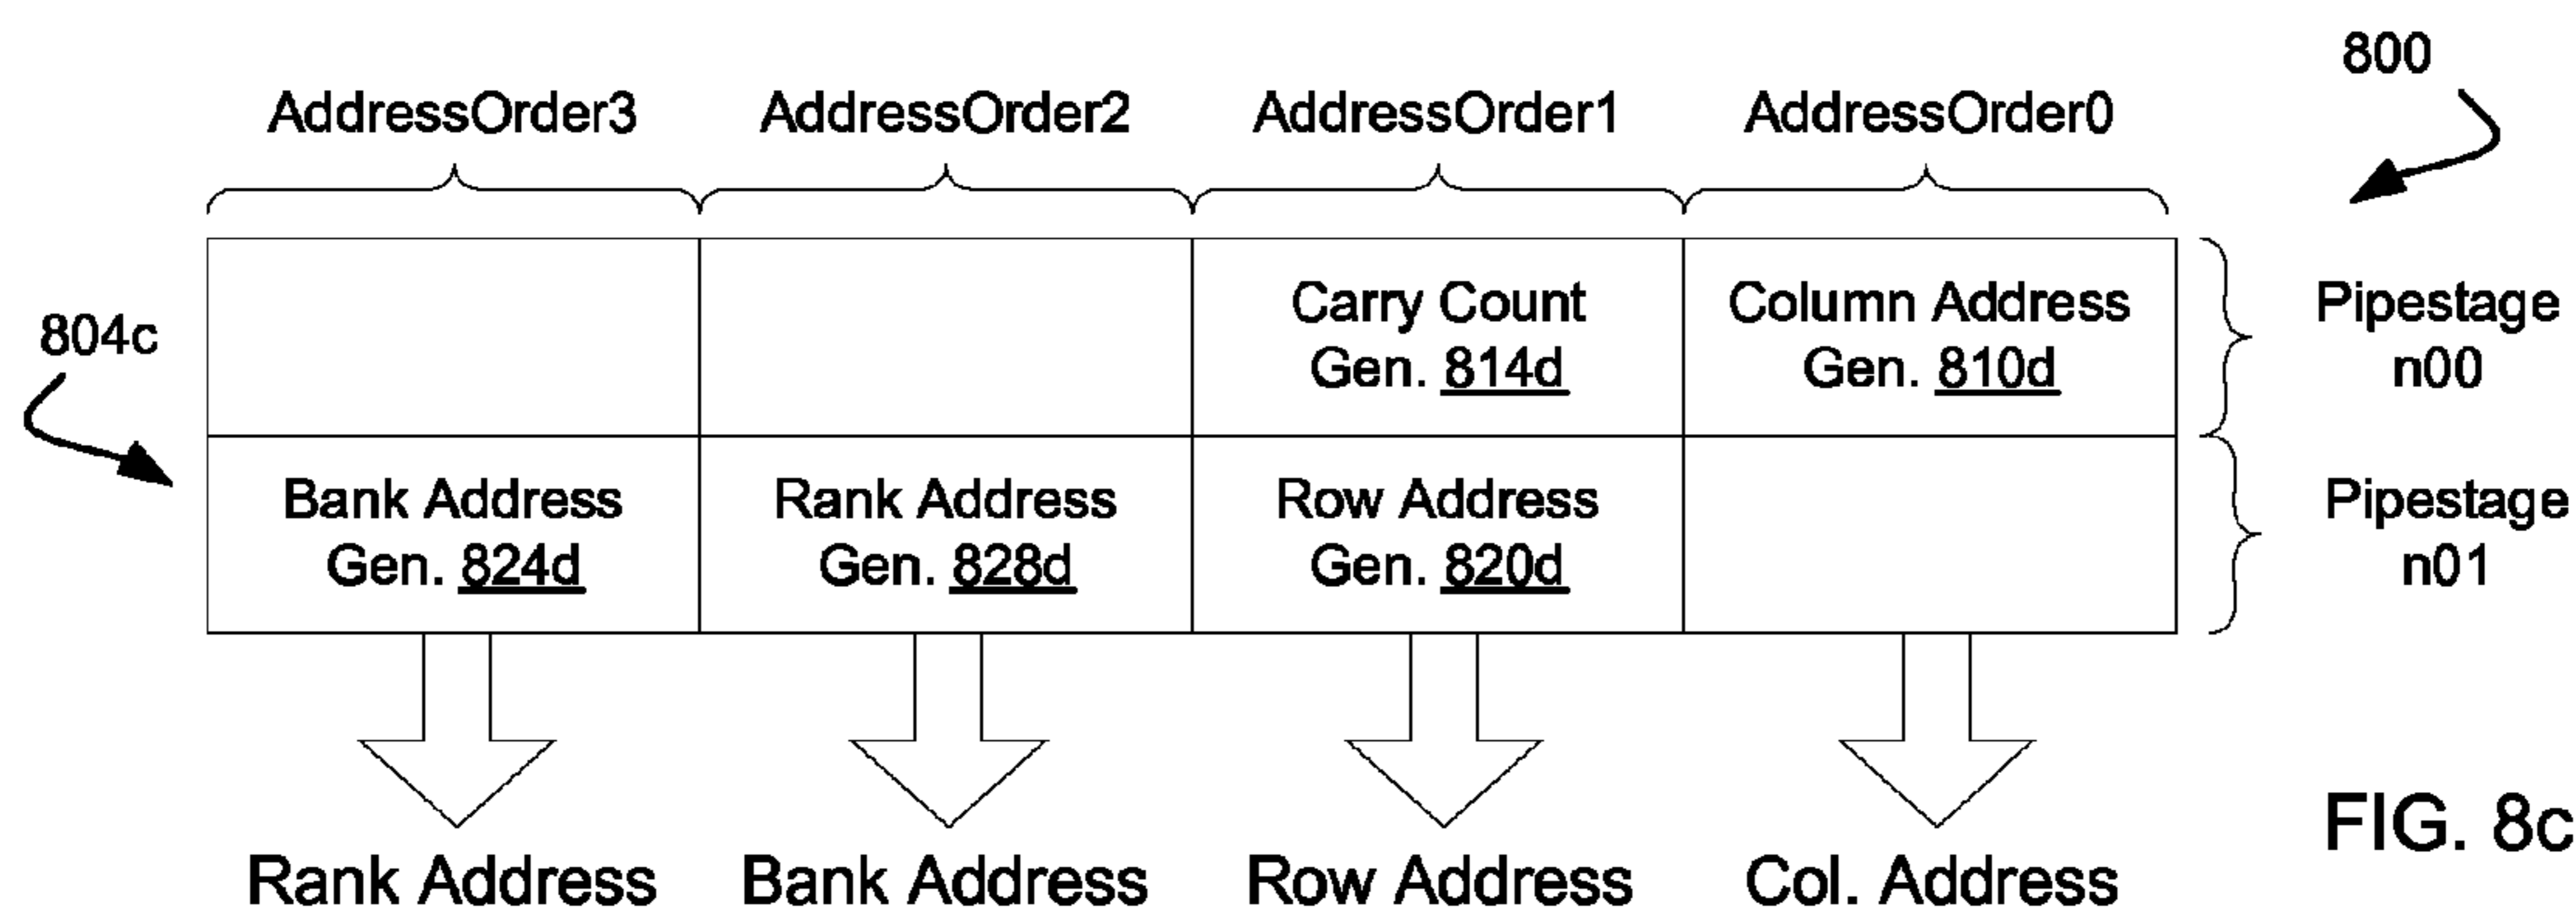 800
AddressOrder3 AddressOrder2 AddressOrder1 AddressOrder0
804c
Carry Count
Gen. 814d
Column Address
Gen. 810d
Pipestage
n00
Bank Address
Gen. 824d
Rank Address
Gen. 828d
Row Address
Gen. 820d
Pipestage
n01
Rank Address Bank Address Row Address Col. Address
FIG. 8c